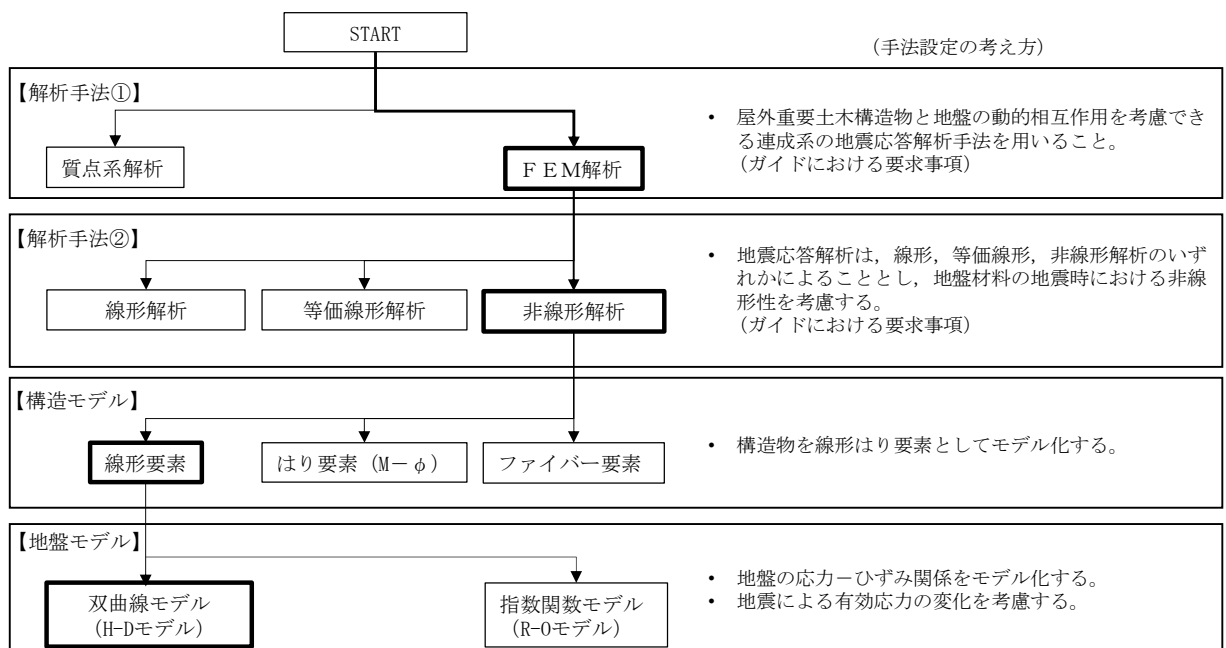 START
(手法設定の考え方)
【解析手法①】
質点系解析
ＦＥＭ解析
• 屋外重要土木構造物と地盤の動的相互作用を考慮でき
る連成系の地震応答解析手法を用いること。
(ガイドにおける要求事項)
【解析手法②】
線形解析
等価線形解析
非線形解析
• 地震応答解析は，線形，等価線形，非線形解析のいず
れかによることとし，地盤材料の地震時における非線
形性を考慮する。
(ガイドにおける要求事項)
【構造モデル】
線形要素
はり要素（M－φ）
ファイバー要素
• 構造物を線形はり要素としてモデル化する。
【地盤モデル】
双曲線モデル
(H-Dモデル)
指数関数モデル
(R-Oモデル)
• 地盤の応力－ひずみ関係をモデル化する。
• 地震による有効応力の変化を考慮する。